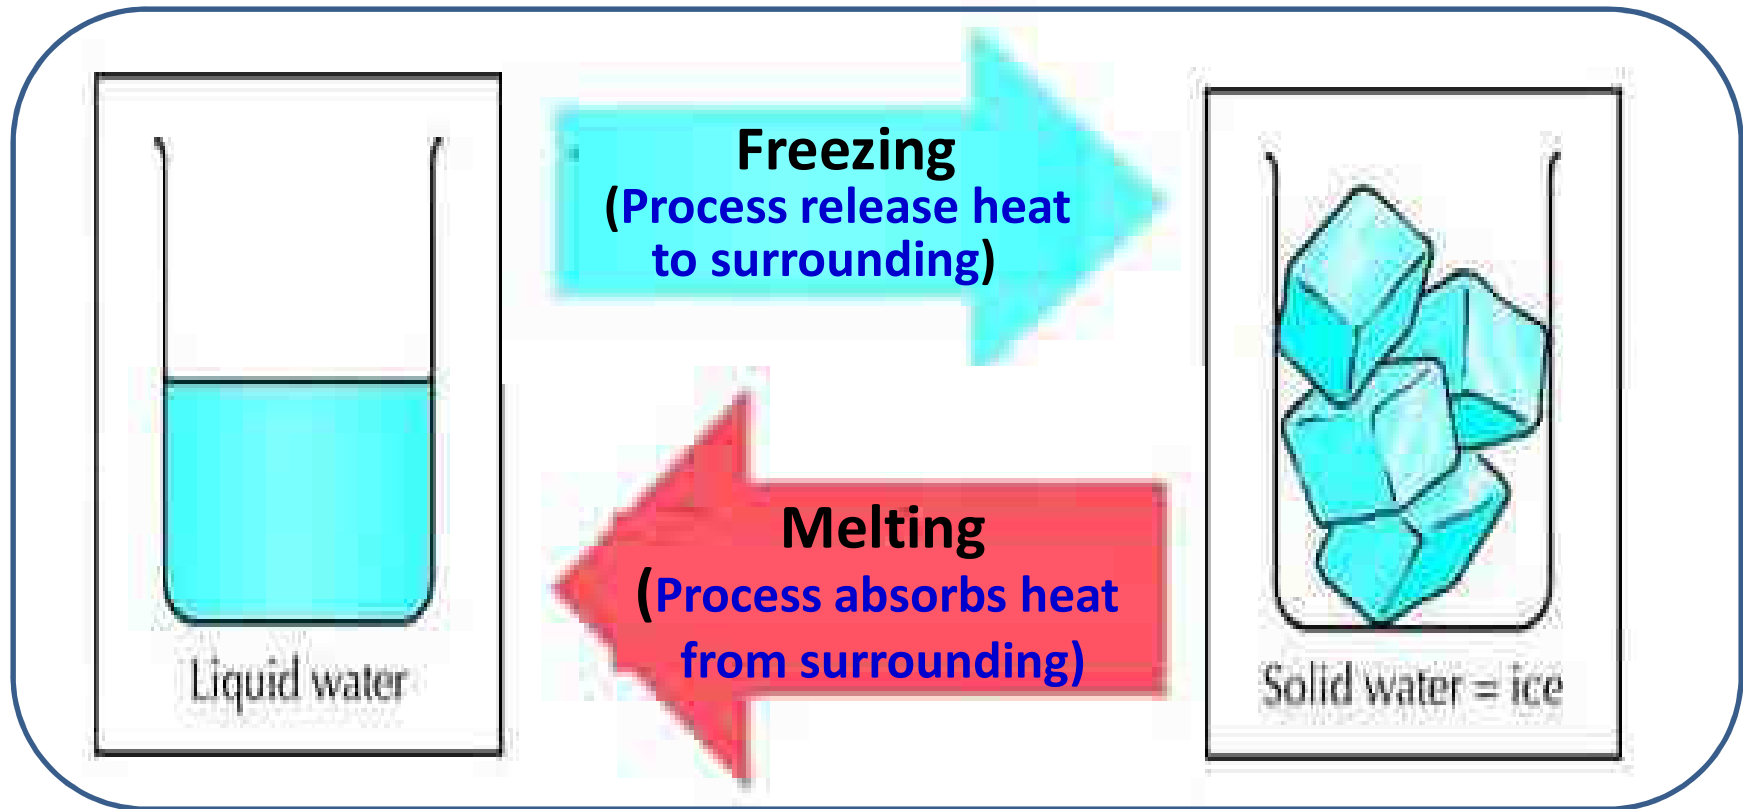 Freezing
(Process release heat
to surrounding)
Melting
(Process absorbs heat
from surrounding)
Liquid water
Solid water = ice